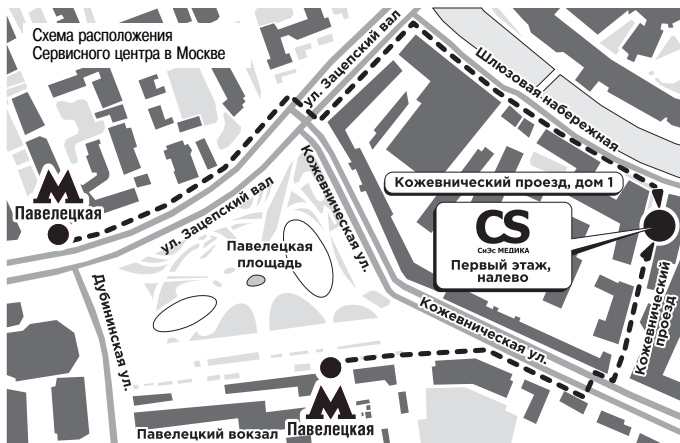 Схема расположения
Сервисного центра в Москве
ул. Зацепский вал
Шлюзовая набережная
М
Павелецкая
ул. Зацепский вал
Кожевническая ул.
Кожевнический проезд, дом 1
CS
СиЭс МЕДИКА
Первый этаж,
налево
Павелецкая
площадь
Дубининская ул.
Кожевническая ул.
Кожевнический
проезд
Павелецкий вокзал
М
Павелецкая